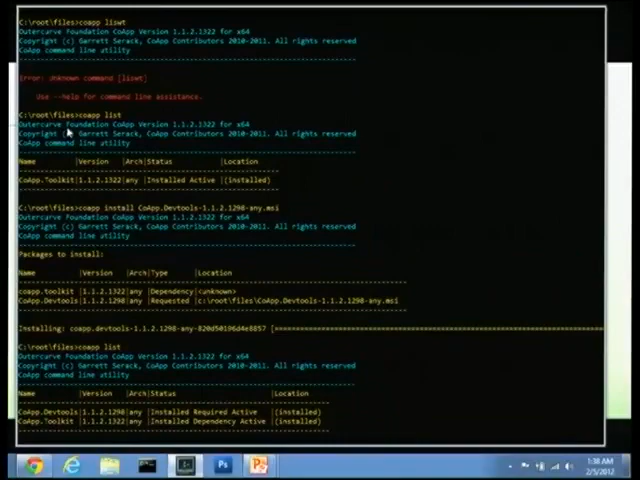 C:\root\files>coapp liswt
Outercurve Foundation CoApp Version 1.1.2.1322 for x64
Copyright (c) Garrett Serack, CoApp Contributors 2010-2011. All rights reserved
CoApp command line utility
Error: Unknown command [liswt]
Use --help for command line assistance.
C:\root\files>coapp list
Outercurve Foundation CoApp Version 1.1.2.1322 for x64
Copyright (c) Garrett Serack, CoApp Contributors 2010-2011. All rights reserved
CoApp command line utility
Name |Version |Arch|Status |Location
CoApp.Toolkit|1.1.2.1322|any |Installed Active |(installed)
C:\root\files>coapp install CoApp.Devtools-1.1.2.1298-any.msi
Outercurve Foundation CoApp Version 1.1.2.1322 for x64
Copyright (c) Garrett Serack, CoApp Contributors 2010-2011. All rights reserved
CoApp command line utility
Packages to install:
Name |Version |Arch|Type |Location
coapp.toolkit |1.1.2.1322|any |Dependency|<unknown>
CoApp.Devtools|1.1.2.1298|any |Requested |c:\root\files\CoApp.Devtools-1.1.2.1298-any.msi
Installing: coapp.devtools-1.1.2.1298-any-820d50196d4e8857 [
C:\root\files>coapp list
Outercurve Foundation CoApp Version 1.1.2.1322 for x64
Copyright (c) Garrett Serack, CoApp Contributors 2010-2011. All rights reserved
CoApp command line utility
Name |Version |Arch|Status |Location
CoApp.Devtools|1.1.2.1298|any |Installed Required Active |(installed)
CoApp.Toolkit |1.1.2.1322|any |Installed Dependency Active |(installed)
Ps
1:38 AM
2/5/2012